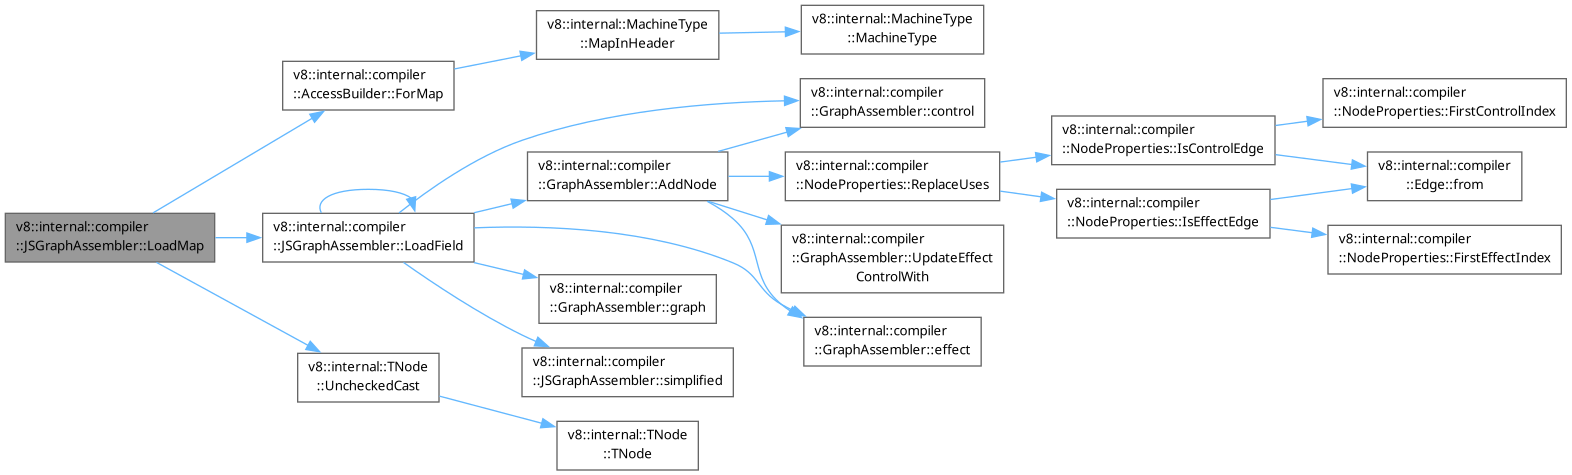 v8::internal::compiler
::JSGraphAssembler::LoadMap
v8::internal::compiler
::AccessBuilder::ForMap
v8::internal::MachineType
::MapInHeader
v8::internal::MachineType
::MachineType
v8::internal::compiler
::JSGraphAssembler::LoadField
v8::internal::compiler
::GraphAssembler::AddNode
v8::internal::compiler
::GraphAssembler::control
v8::internal::compiler
::NodeProperties::ReplaceUses
v8::internal::compiler
::NodeProperties::IsControlEdge
v8::internal::compiler
::NodeProperties::FirstControlIndex
v8::internal::compiler
::Edge::from
v8::internal::compiler
::NodeProperties::IsEffectEdge
v8::internal::compiler
::NodeProperties::FirstEffectIndex
v8::internal::compiler
::GraphAssembler::UpdateEffect
ControlWith
v8::internal::compiler
::GraphAssembler::effect
v8::internal::compiler
::GraphAssembler::graph
v8::internal::compiler
::JSGraphAssembler::simplified
v8::internal::TNode
::UncheckedCast
v8::internal::TNode
::TNode